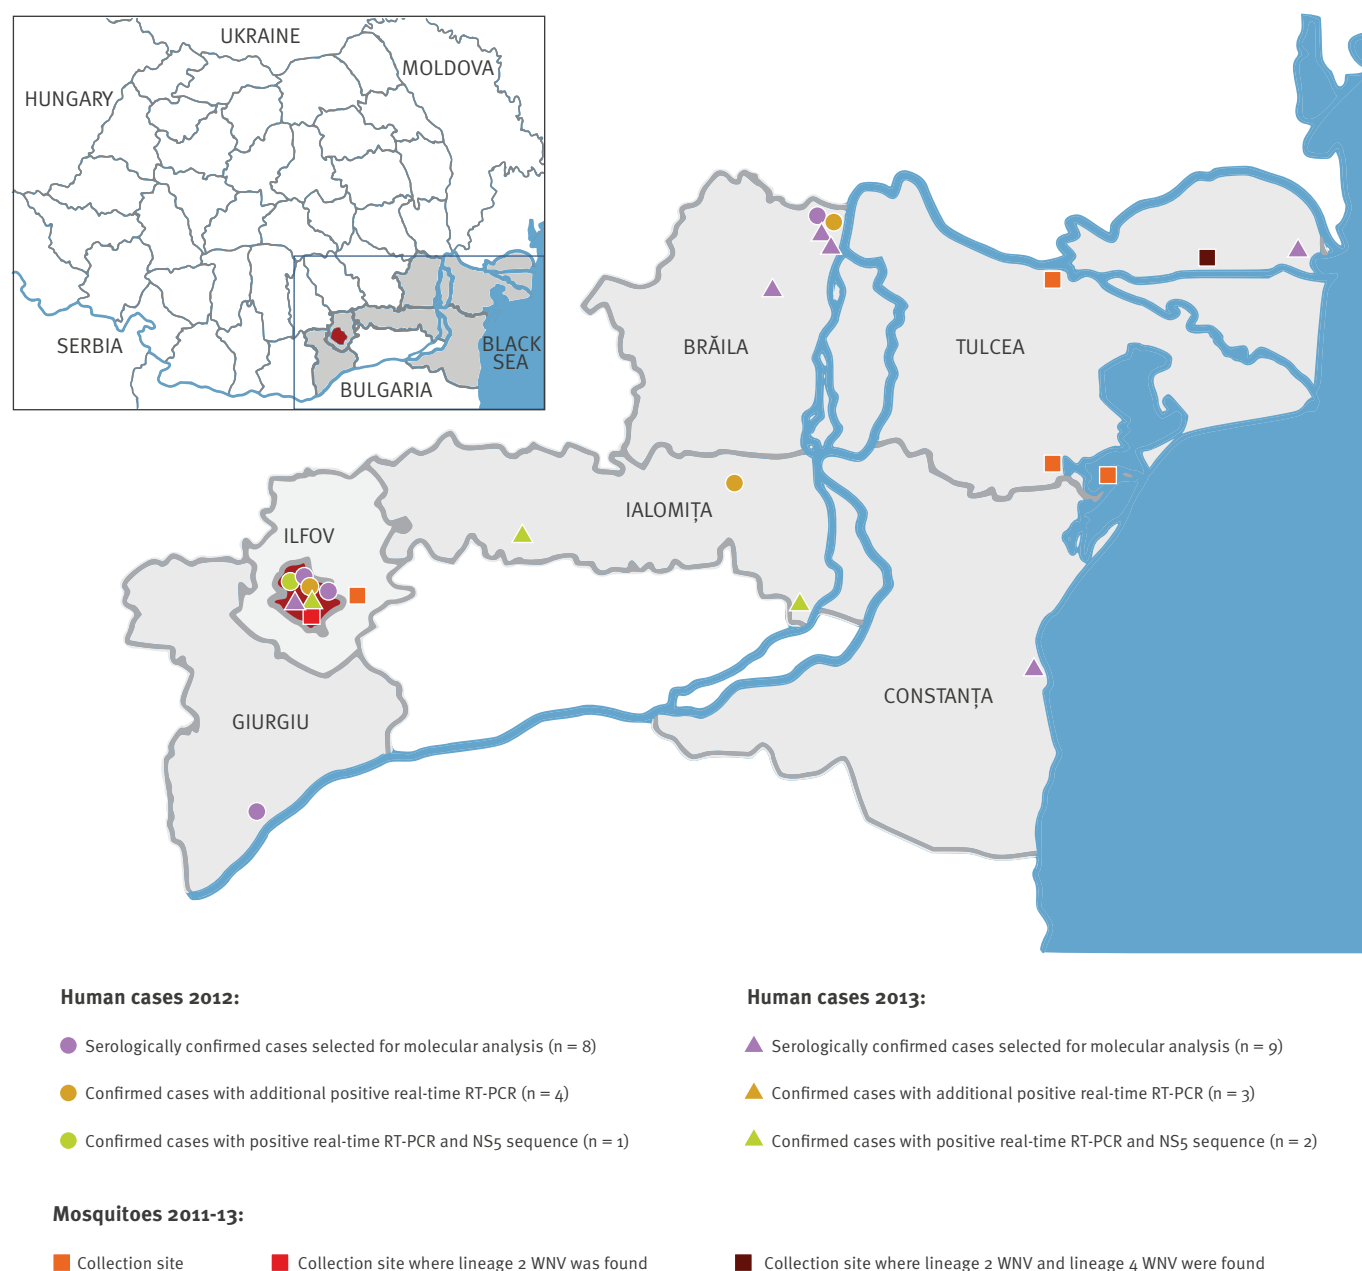 UKRAINE
MOLDOVA
HUNGARY
SERBIA
BLACK
SEA
BULGARIA
BRĂILA
TULCEA
IALOMIȚA
ILFOV
CONSTANȚA
GIURGIU
Human cases 2012:
Serologically confirmed cases selected for molecular analysis (n = 8)
Confirmed cases with additional positive real-time RT-PCR (n = 4)
Confirmed cases with positive real-time RT-PCR and NS5 sequence (n = 1)
Human cases 2013:
Serologically confirmed cases selected for molecular analysis (n = 9)
Confirmed cases with additional positive real-time RT-PCR (n = 3)
Confirmed cases with positive real-time RT-PCR and NS5 sequence (n = 2)
Mosquitoes 2011-13:
Collection site
Collection site where lineage 2 WNV was found
Collection site where lineage 2 WNV and lineage 4 WNV were found